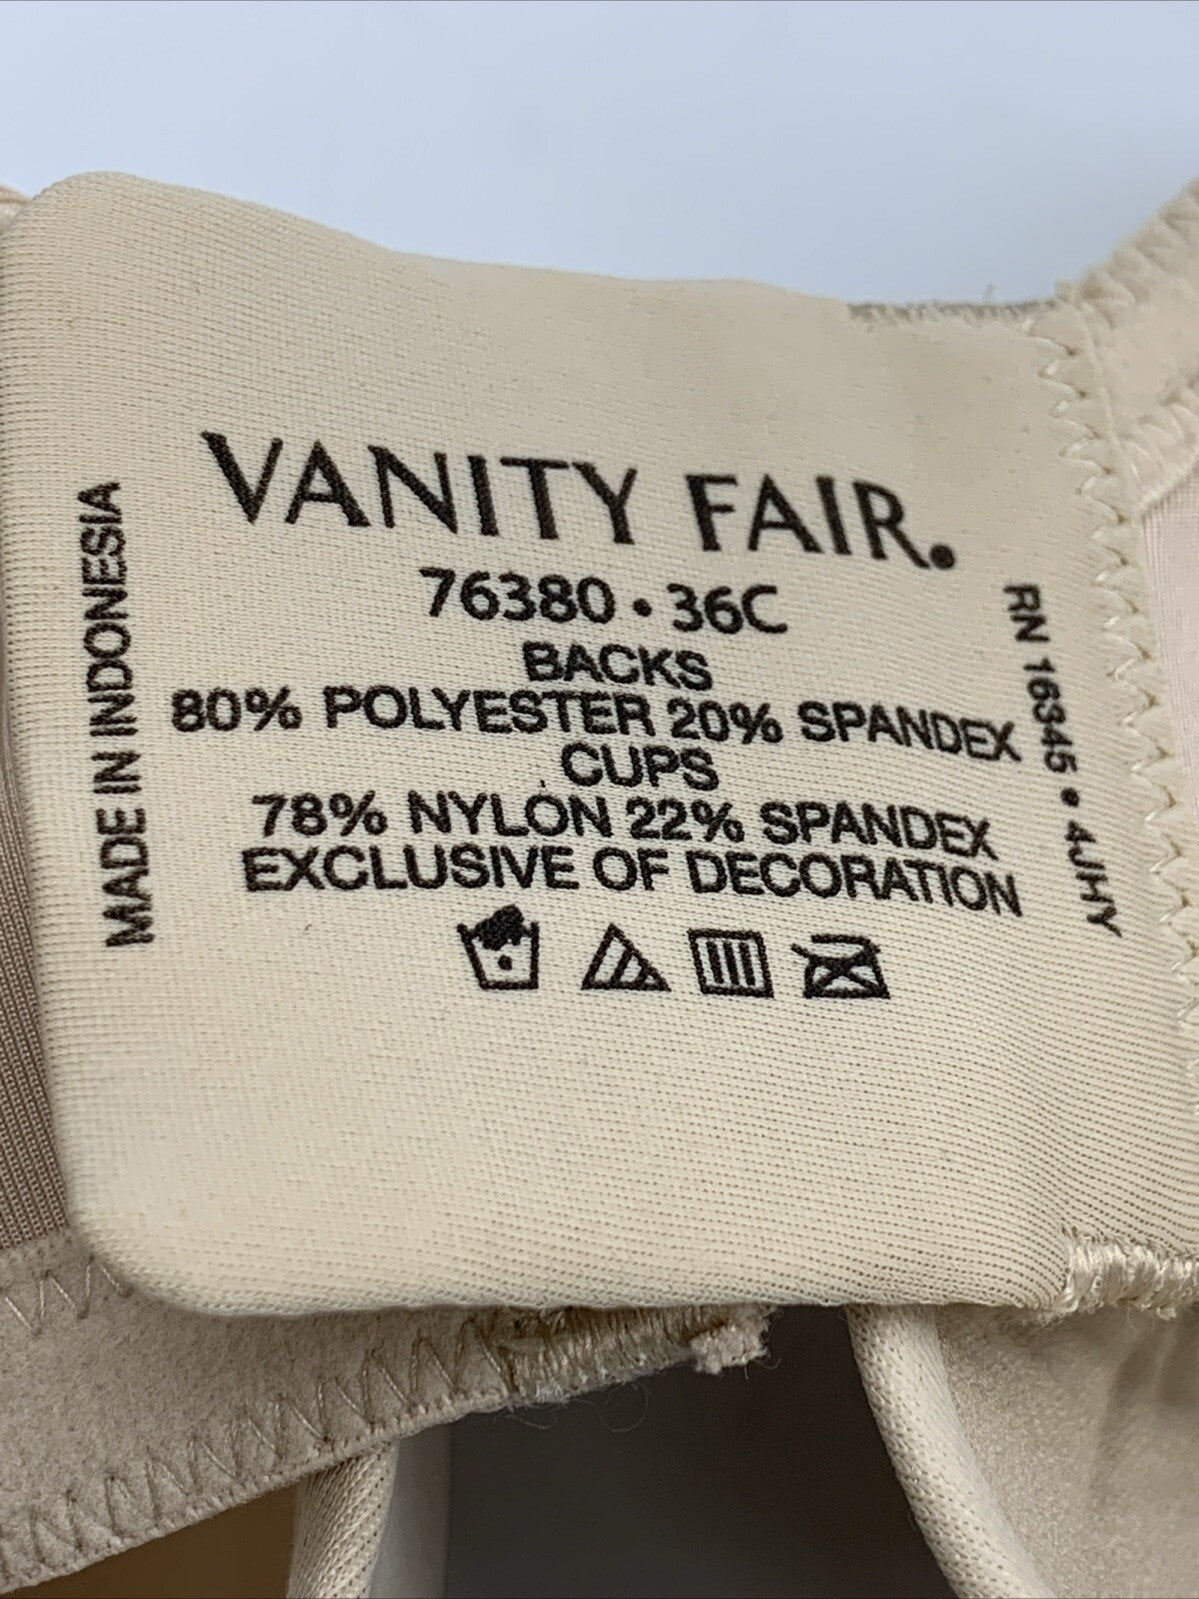 VANITY FAIR.
76380 • 36C
BACKS
80% POLYESTER 20% SPANDEX
CUPS
78% NYLON 22% SPANDEX
EXCLUSIVE OF DECORATION
MADE IN INDONESIA
RN 16345 • 4JHY